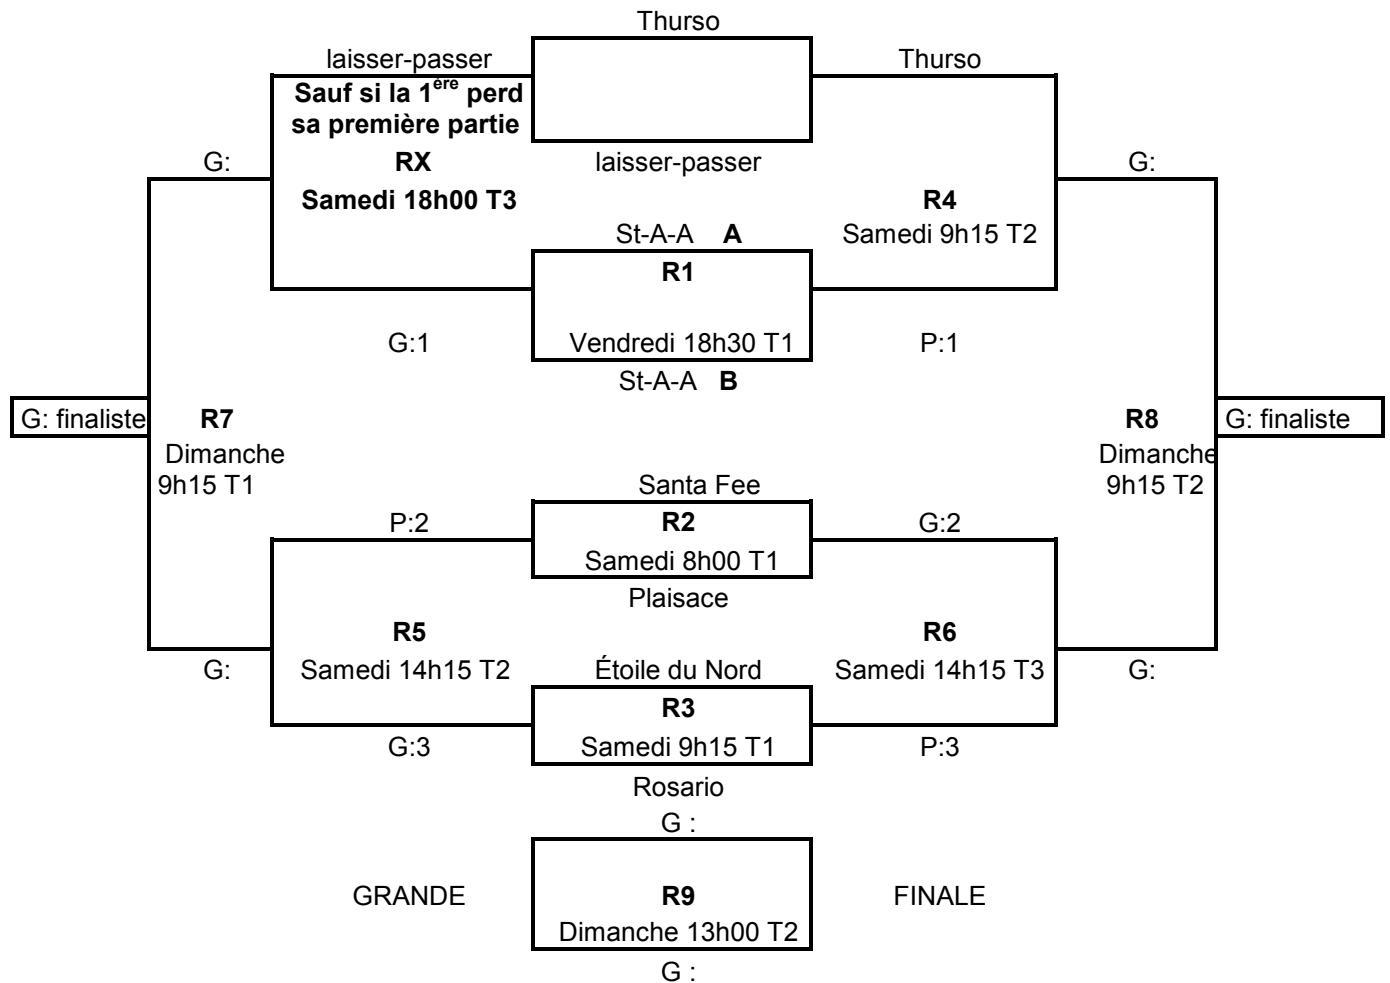 Thurso
laisser-passer
Thurso
Sauf si la 1ère perd
sa première partie
G:
RX
laisser-passer
G:
Samedi 18h00 T3
R4
St-A-A A
Samedi 9h15 T2
R1
G:1
Vendredi 18h30 T1
P:1
St-A-A B
G: finaliste
R7
R8
G: finaliste
Dimanche
9h15 T1
Dimanche
9h15 T2
Santa Fee
P:2
R2
G:2
Samedi 8h00 T1
Plaisace
R5
R6
G:
Samedi 14h15 T2
Étoile du Nord
Samedi 14h15 T3
G:
R3
G:3
Samedi 9h15 T1
P:3
Rosario
G :
GRANDE
R9
FINALE
Dimanche 13h00 T2
G :